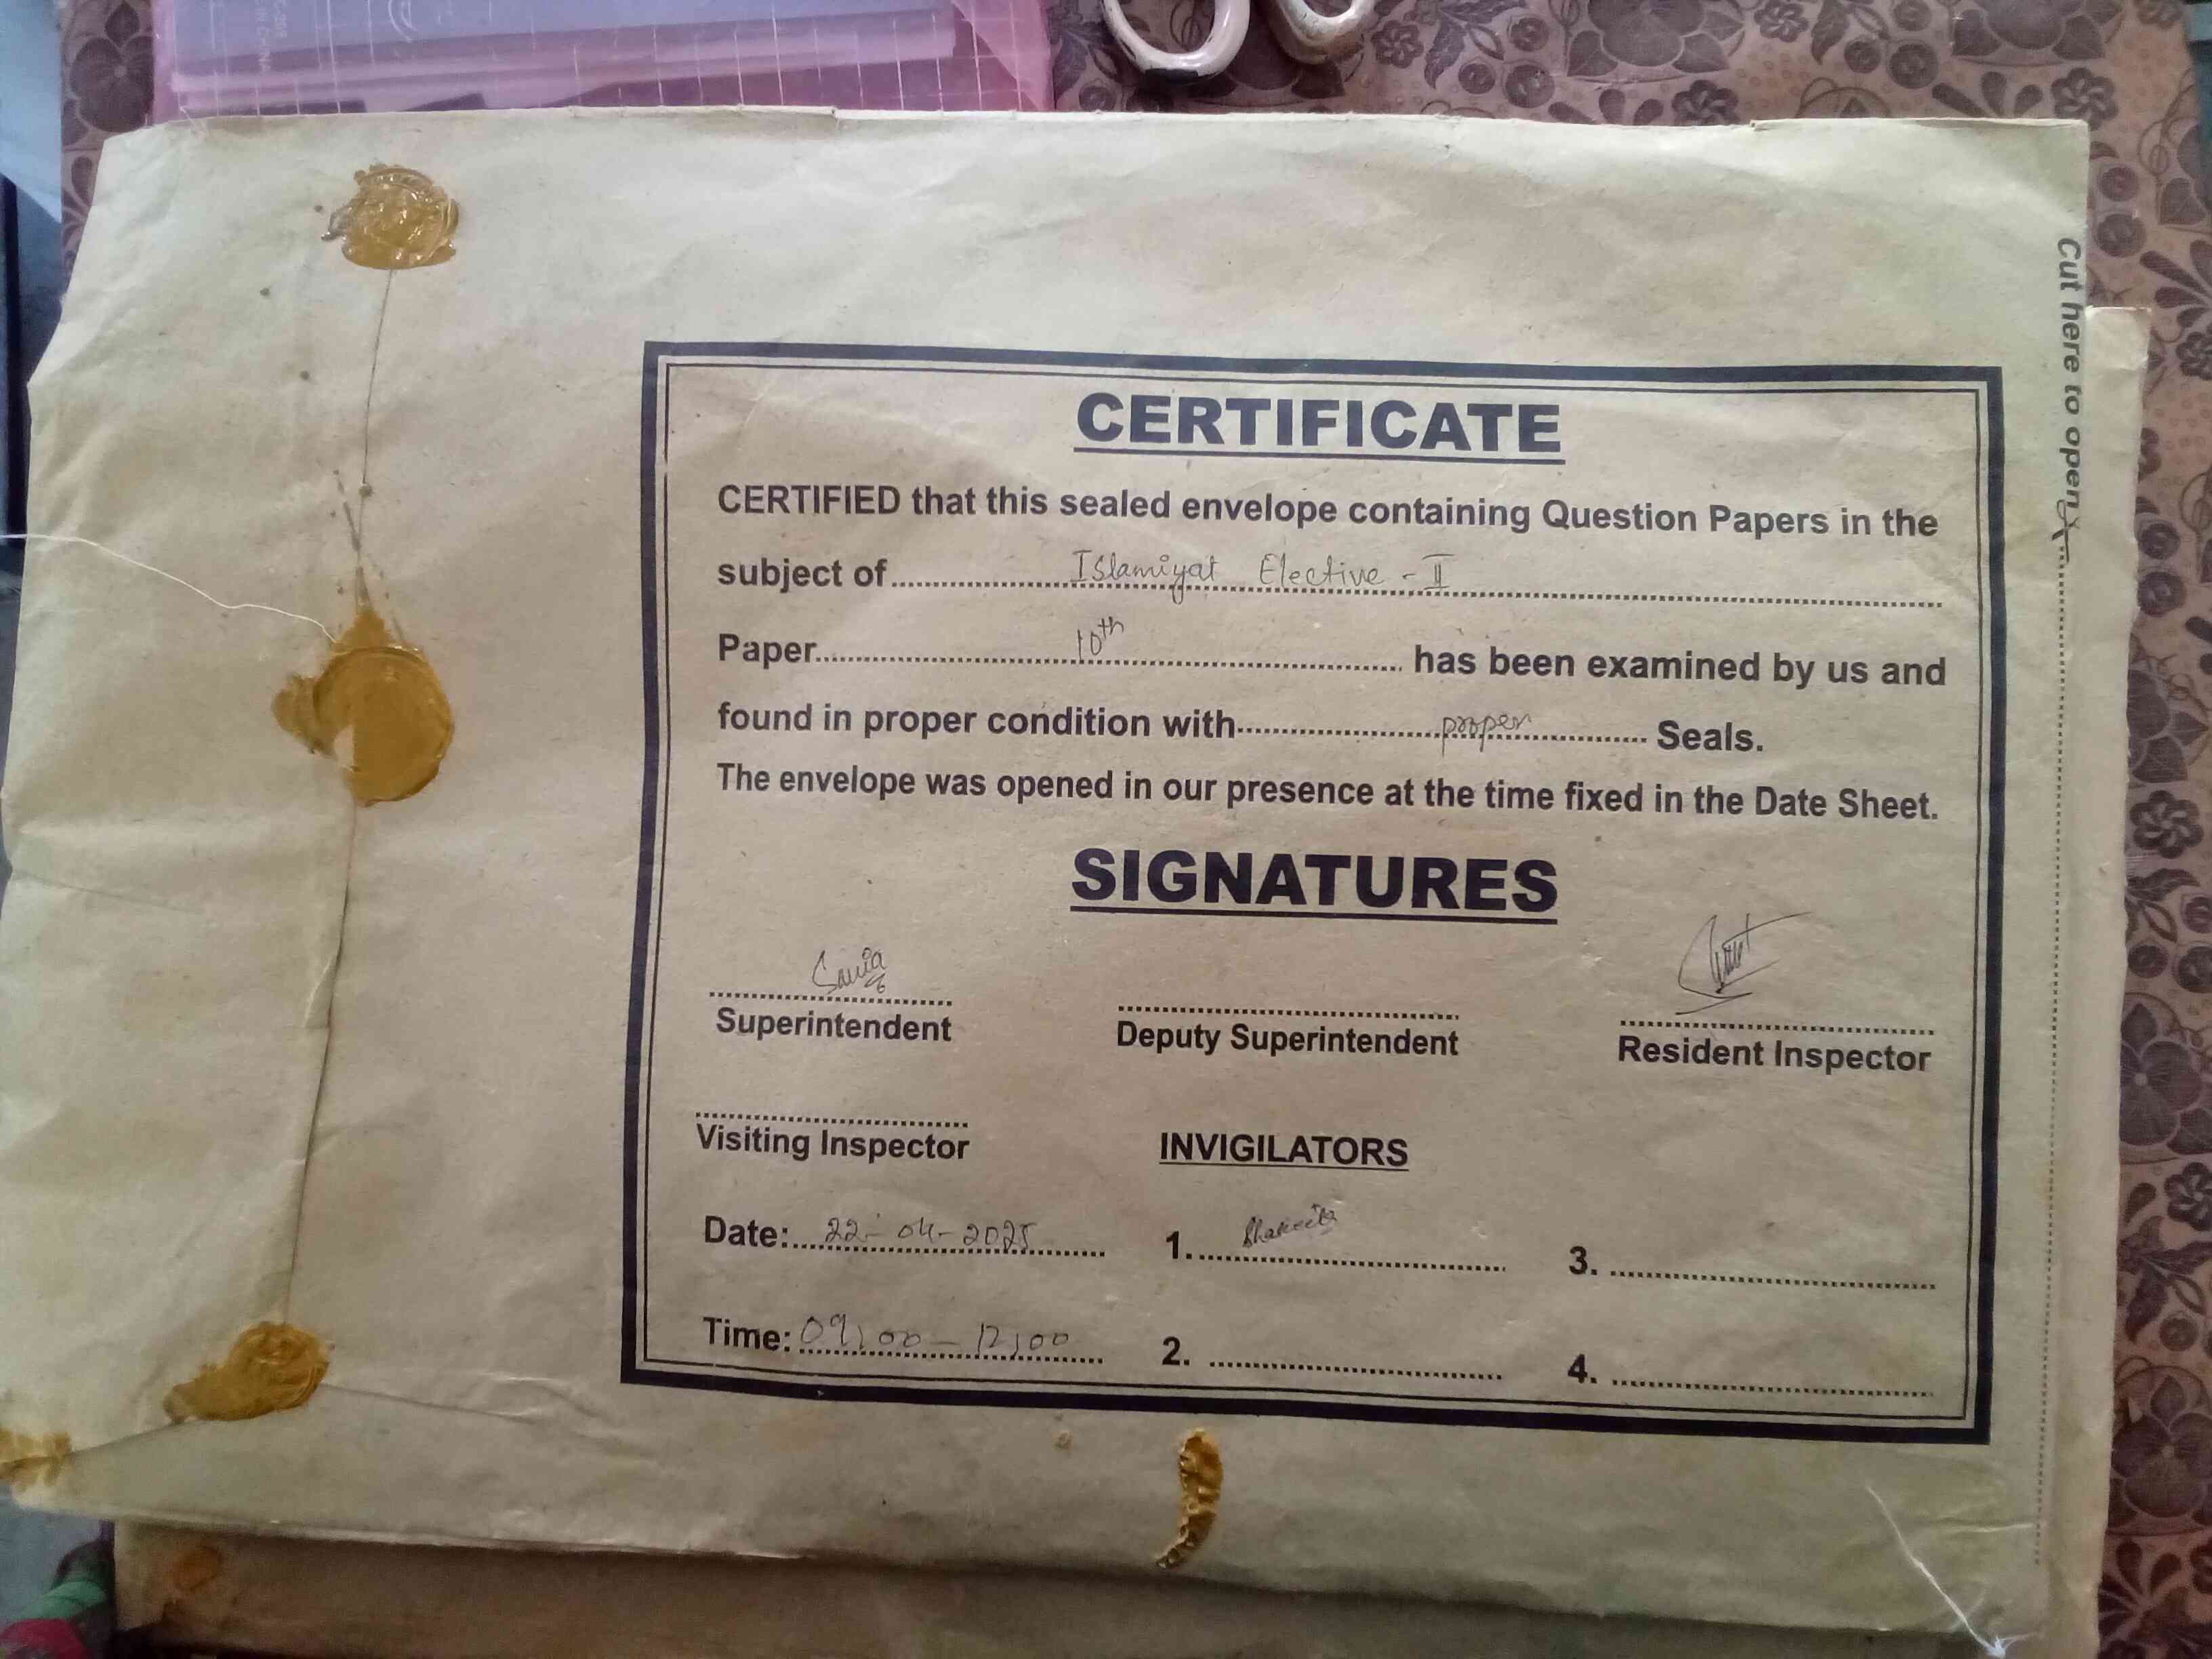 CERTIFICATE
CERTIFIED that this sealed envelope containing Question Papers in the
subject of Islamiyat Elective - II
Paper 10th has been examined by us and
found in proper condition with proper Seals.
The envelope was opened in our presence at the time fixed in the Date Sheet.
SIGNATURES
Superintendent Deputy Superintendent Resident Inspector
Visiting Inspector INVIGILATORS
Date: 22-04-2025 1. 3.
Time: 09:00 - 12:00 2. 4.
Cut here to open